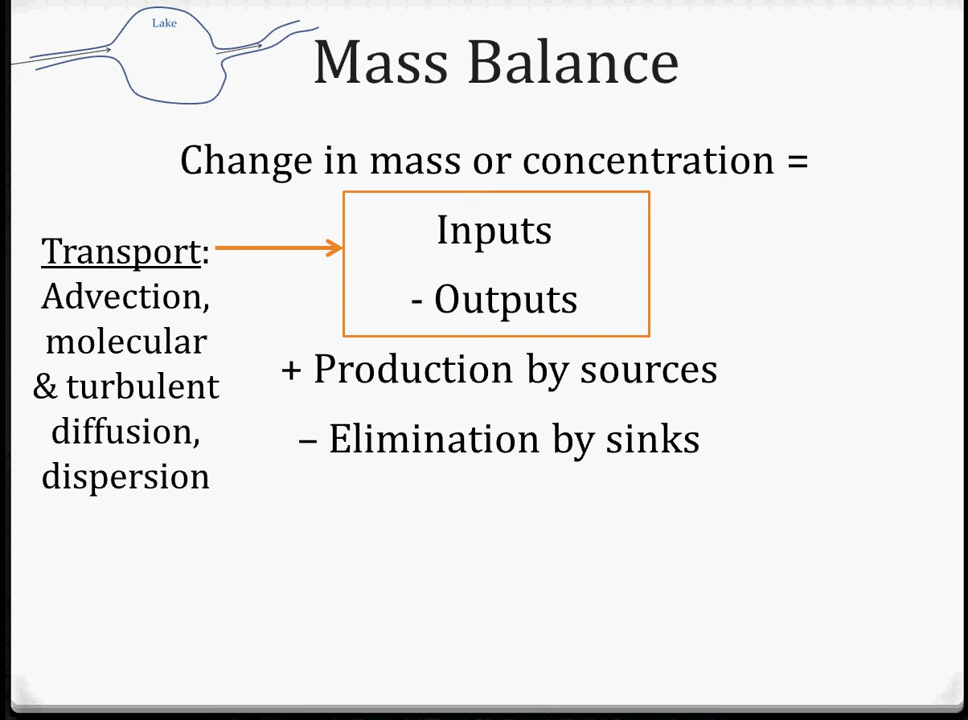 Lake
Mass Balance
Change in mass or concentration =
Inputs
- Outputs
+ Production by sources
– Elimination by sinks
Transport:
Advection,
molecular
& turbulent
diffusion,
dispersion